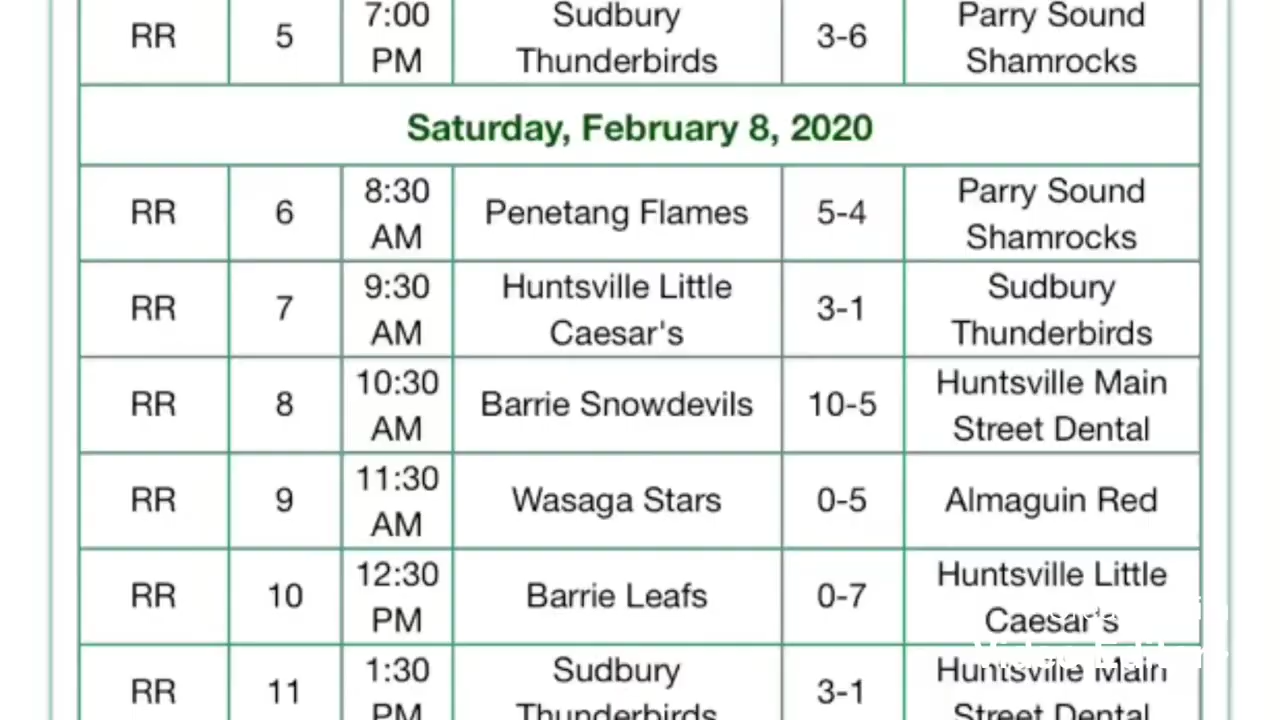 RR 5 7:00 PM Sudbury Thunderbirds 3-6 Parry Sound Shamrocks
Saturday, February 8, 2020
RR 6 8:30 AM Penetang Flames 5-4 Parry Sound Shamrocks
RR 7 9:30 AM Huntsville Little Caesar's 3-1 Sudbury Thunderbirds
RR 8 10:30 AM Barrie Snowdevils 10-5 Huntsville Main Street Dental
RR 9 11:30 AM Wasaga Stars 0-5 Almaguin Red
RR 10 12:30 PM Barrie Leafs 0-7 Huntsville Little Caesar's
RR 11 1:30 PM Sudbury Thunderbirds 3-1 Huntsville Main Street Dental